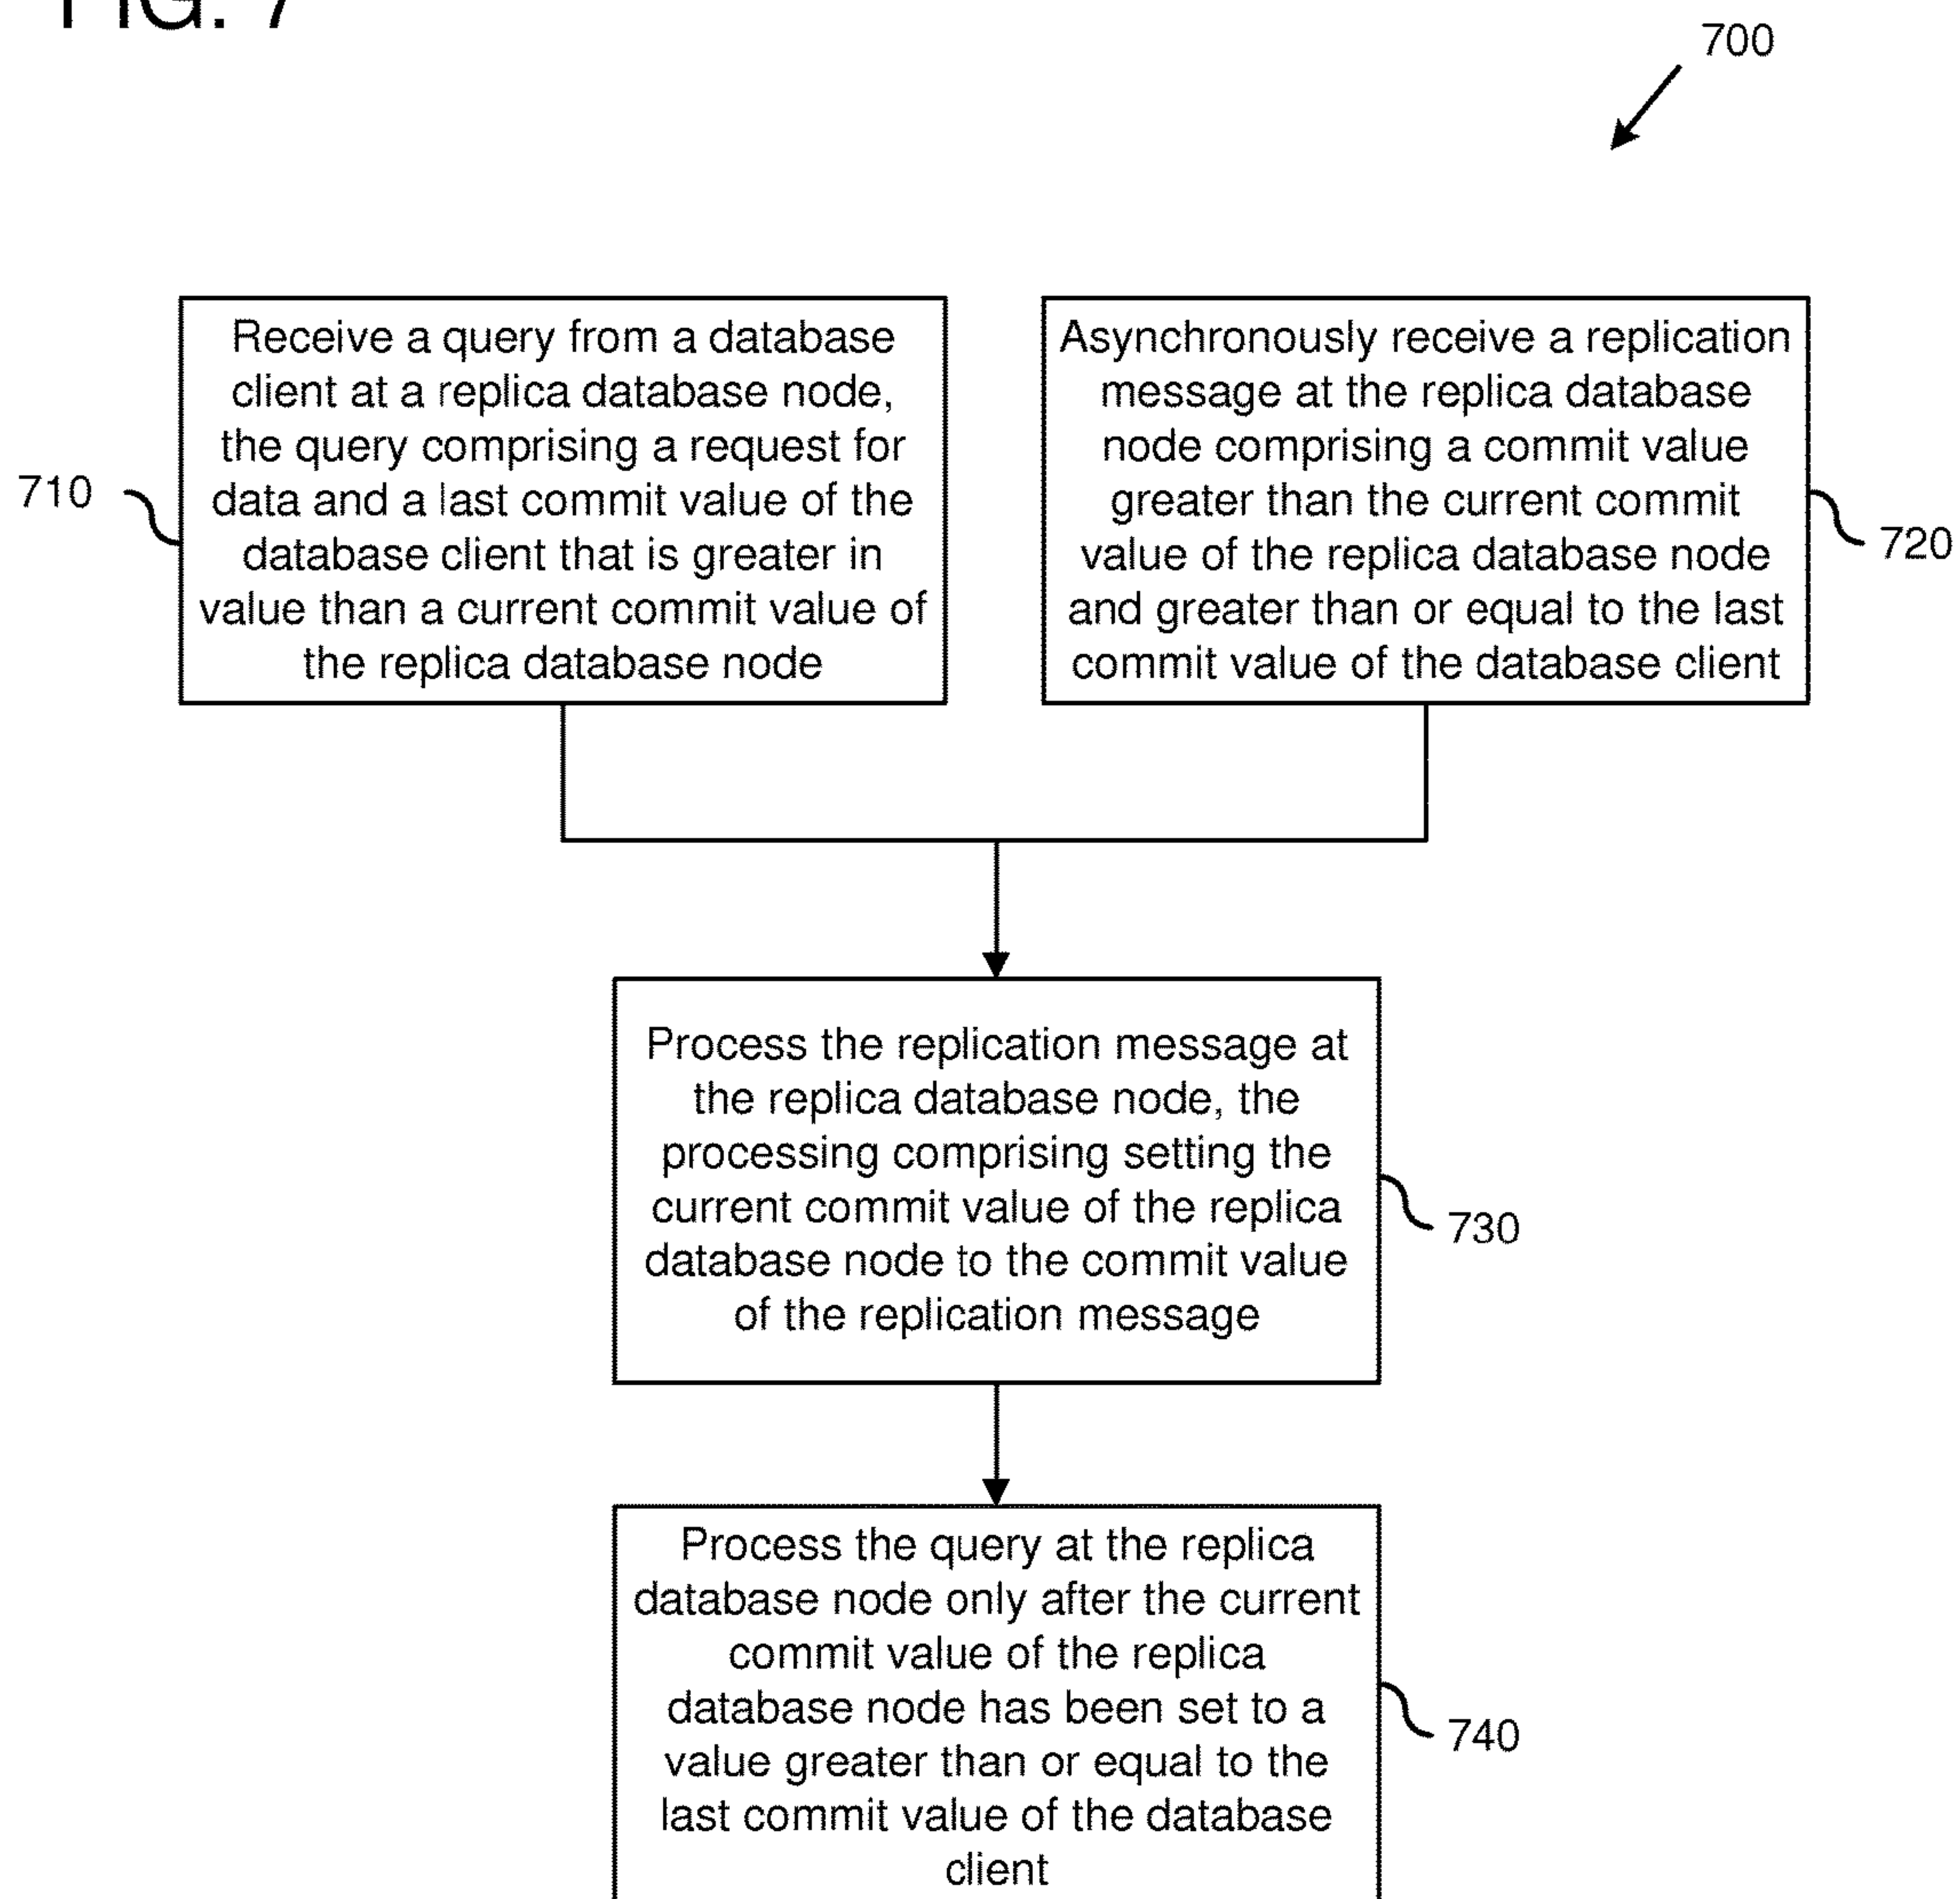 FIG. 7
700
Receive a query from a database
client at a replica database node,
the query comprising a request for
data and a last commit value of the
database client that is greater in
value than a current commit value of
the replica database node
710
Asynchronously receive a replication
message at the replica database
node comprising a commit value
greater than the current commit
value of the replica database node
and greater than or equal to the last
commit value of the database client
720
Process the replication message at
the replica database node, the
processing comprising setting the
current commit value of the replica
database node to the commit value
of the replication message
730
Process the query at the replica
database node only after the current
commit value of the replica
database node has been set to a
value greater than or equal to the
last commit value of the database
client
740